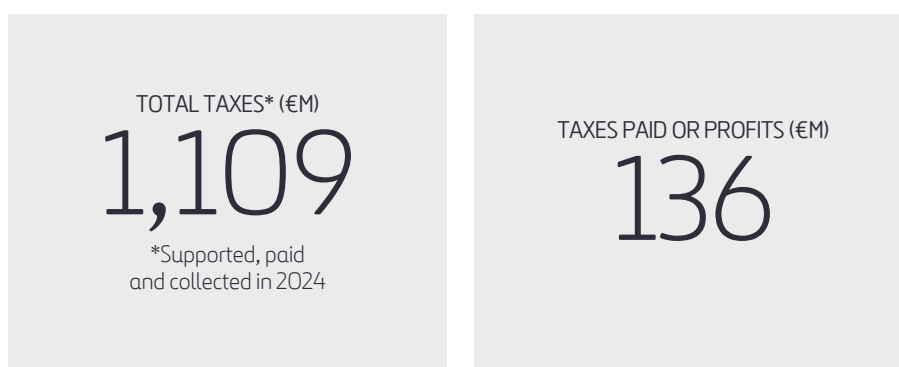 TOTAL TAXES* (€M)
1,109
*Supported, paid
and collected in 2024
TAXES PAID OR PROFITS (€M)
136